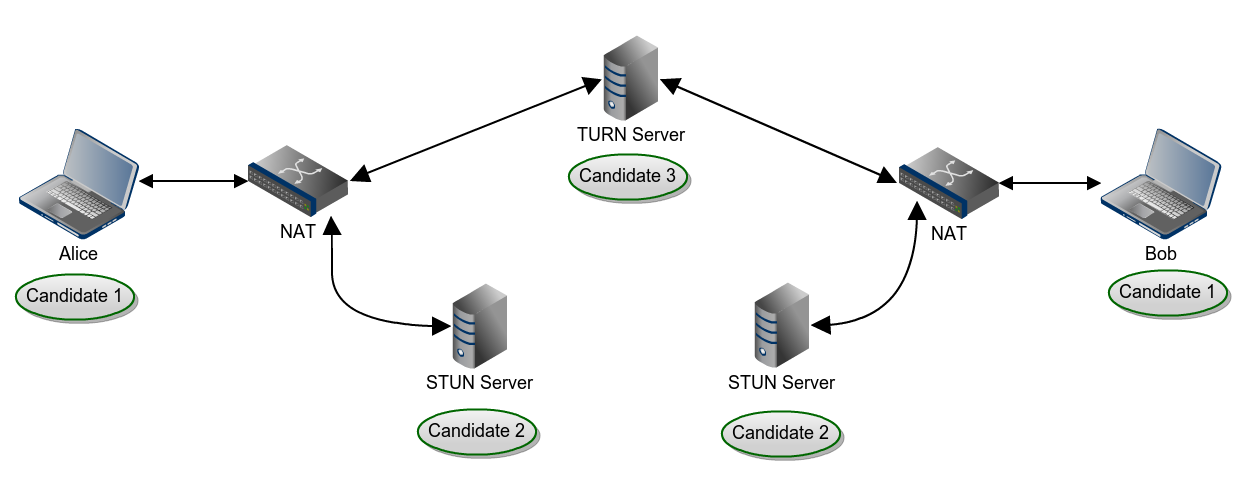 TURN Server
Candidate 3
NAT
NAT
Alice
Bob
Candidate 1
Candidate 1
STUN Server
STUN Server
Candidate 2
Candidate 2